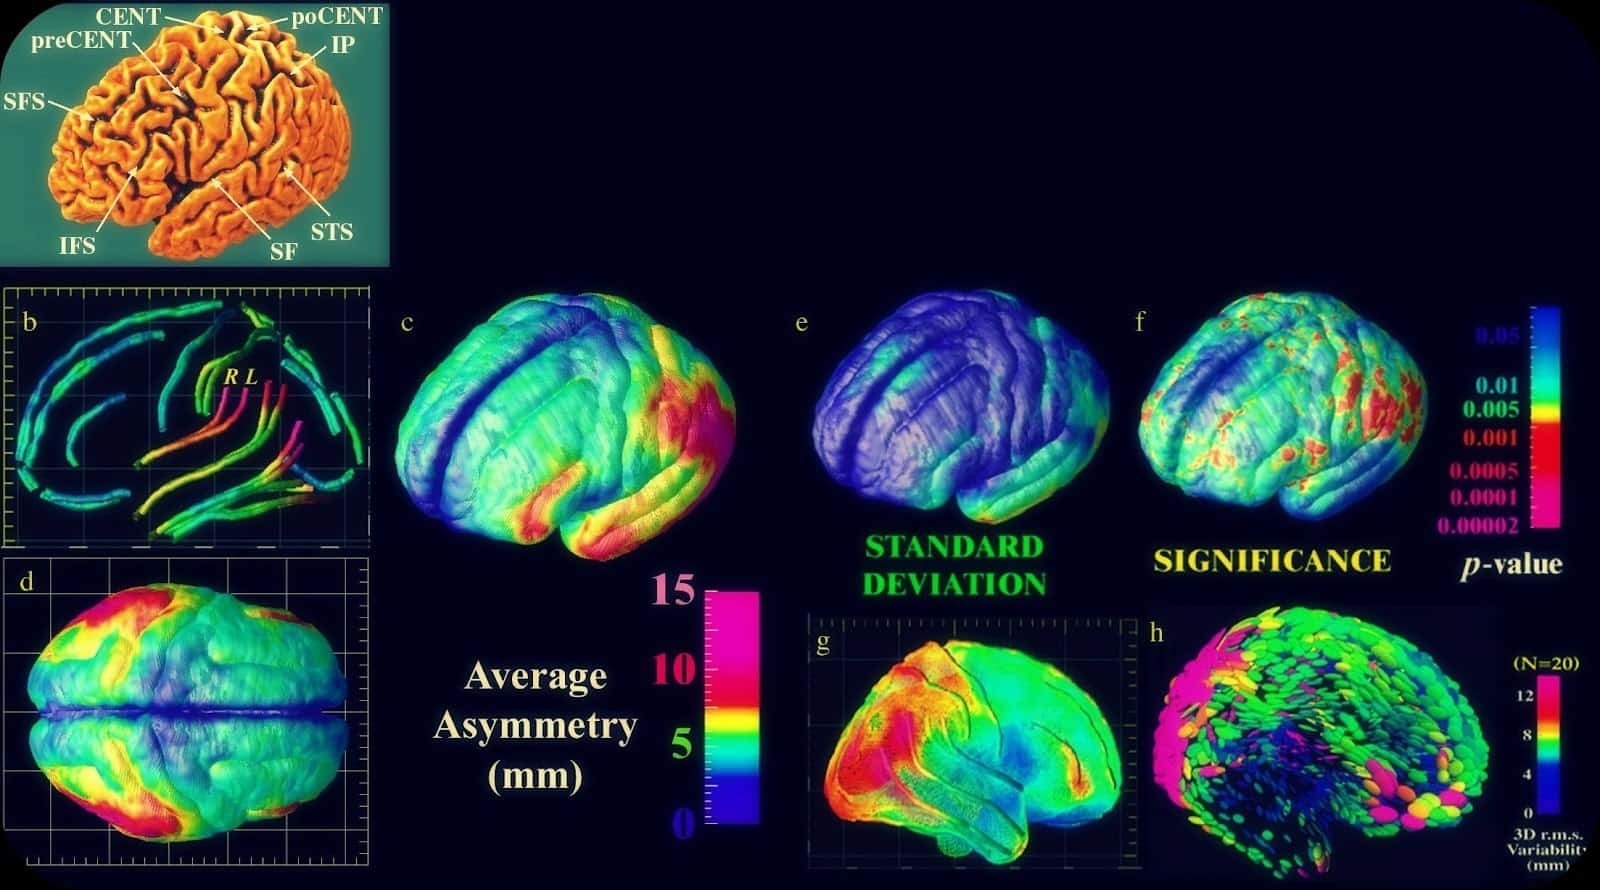 CENT
poCENT
preCENT
IP
SFS
IFS
SF
STS
b
R L
c
e
f
0.05
0.01
0.005
0.001
0.0005
0.0001
0.00002
p-value
STANDARD
DEVIATION
SIGNIFICANCE
d
15
10
5
0
Average
Asymmetry
(mm)
g
h
(N=20)
12
8
4
0
3D r.m.s.
Variability
(mm)